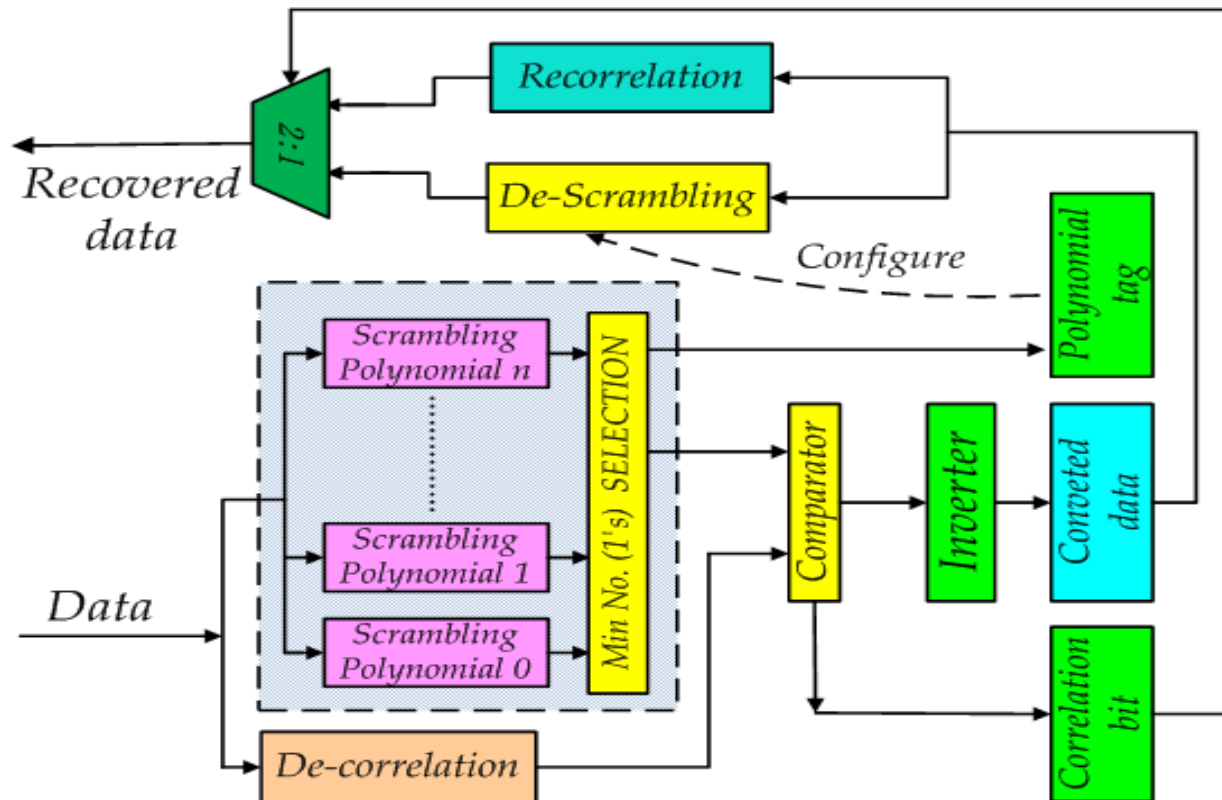 Recorrelation
2:1
De-Scrambling
Recovered
data
Configure
Polynomial
tag
Scrambling
Polynomial n
Min No. (1's) SELECTION
Scrambling
Polynomial 1
Scrambling
Polynomial 0
Comparator
Inverter
Conveted
data
Data
De-correlation
Correlation
bit